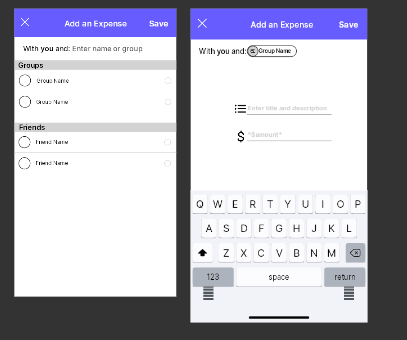 Add an Expense Save
With you and: Enter name or group
Groups
Group Name
Group Name
Friends
Friend Name
Friend Name
Add an Expense Save
With you and: Group Name
Enter title and description
$ *$amount*
Q W E R T Y U I O P
A S D F G H J K L
Z X C V B N M
123 space return